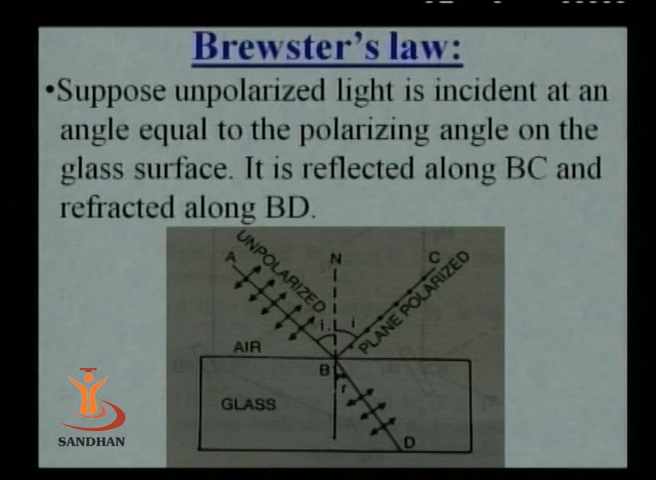 Brewster's law:
•Suppose unpolarized light is incident at an
angle equal to the polarizing angle on the
glass surface. It is reflected along BC and
refracted along BD.
UNPOLARIZED
A
N
C
PLANE POLARIZED
i
i
AIR
B
r
GLASS
D
SANDHAN